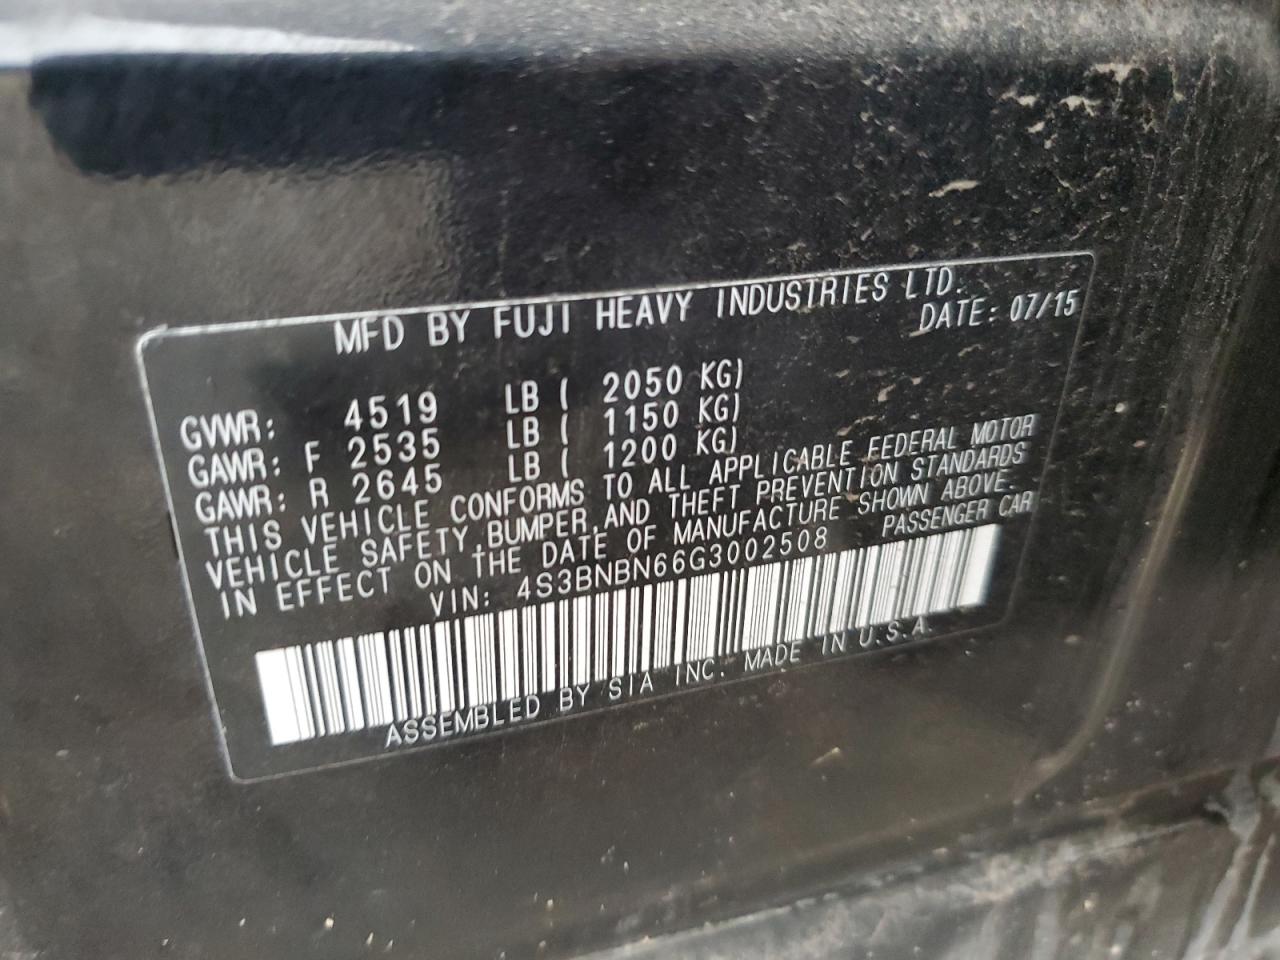 MFD BY FUJI HEAVY INDUSTRIES LTD.
DATE: 07/15
GVWR: 4519 LB ( 2050 KG)
GAWR: F 2535 LB ( 1150 KG)
GAWR: R 2645 LB ( 1200 KG)
THIS VEHICLE CONFORMS TO ALL APPLICABLE FEDERAL MOTOR
VEHICLE SAFETY, BUMPER, AND THEFT PREVENTION STANDARDS
IN EFFECT ON THE DATE OF MANUFACTURE SHOWN ABOVE.
VIN: 4S3BNBN66G3002508 PASSENGER CAR
ASSEMBLED BY SIA INC. MADE IN U.S.A.